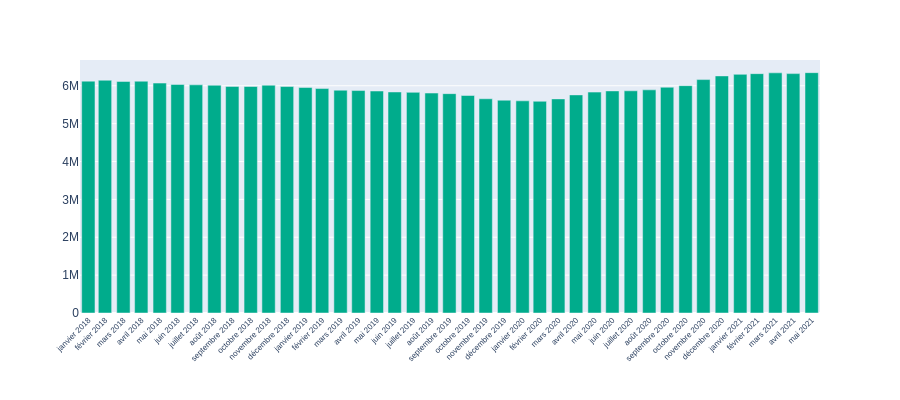 6M
5M
4M
3M
2M
1M
0
janvier 2018
février 2018
mars 2018
avril 2018
mai 2018
juin 2018
juillet 2018
août 2018
septembre 2018
octobre 2018
novembre 2018
décembre 2018
janvier 2019
février 2019
mars 2019
avril 2019
mai 2019
juin 2019
juillet 2019
août 2019
septembre 2019
octobre 2019
novembre 2019
décembre 2019
janvier 2020
février 2020
mars 2020
avril 2020
mai 2020
juin 2020
juillet 2020
août 2020
septembre 2020
octobre 2020
novembre 2020
décembre 2020
janvier 2021
février 2021
mars 2021
avril 2021
mai 2021